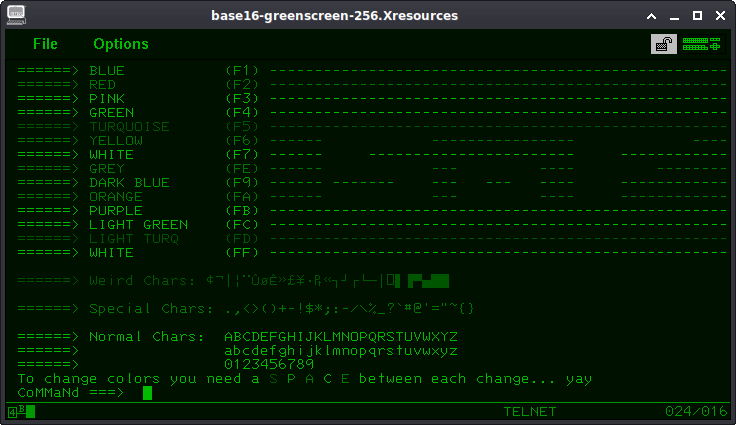 base16-greenscreen-256.Xresources
File Options
======> BLUE (F1) ---------------------------------------------------
======> RED (F2) ---------------------------------------------------
======> PINK (F3) ---------------------------------------------------
======> GREEN (F4) ---------------------------------------------------
======> TURQUOISE (F5) ---------------------------------------------------
======> YELLOW (F6) ------ ---------------- ---
======> WHITE (F7) ------ ---------------------- ------------
======> GREY (FE) --- --- --------
======> DARK BLUE (F9) ---- ------- --- --- ---- ------------
======> ORANGE (FA) --- --- --------
======> PURPLE (FB) ---------------------------------------------------
======> LIGHT GREEN (FC) ---------------------------------------------------
======> LIGHT TURQ (FD) ---------------------------------------------------
======> WHITE (FF) ---------------------------------------------------
======> Weird Chars:
======> Special Chars: .,<>()+-!$*;:-/\%_?`#@'="~{}
======> Normal Chars: ABCDEFGHIJKLMNOPQRSTUVWXYZ
======> abcdefghijklmnopqrstuvwxyz
======> 0123456789
To change colors you need a S P A C E between each change... yay
CoMMaNd ===>
4B TELNET 024/016